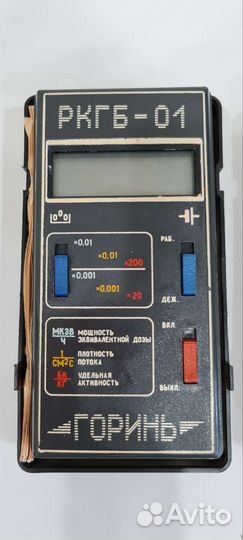 РКГБ-01
|000|
×0,01
×0,01
×200
×0,001
×0,001
×20
РАБ.
ДЕЖ.
ВКЛ.
ВЫКЛ.
МКЗВ/Ч МОЩНОСТЬ ЭКВИВАЛЕНТНОЙ ДОЗЫ
1/СМ²С ПЛОТНОСТЬ ПОТОКА
БК/КГ УДЕЛЬНАЯ АКТИВНОСТЬ
ГОРИНЬ
Avito